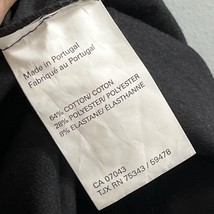 Made in Portugal
Fabriqué au Portugal
64% COTTON/ COTON
28% POLYESTER/ POLYESTER
8% ELASTANE/ ÉLASTHANNE
CA 07043
TJX RN 75343 / 59478